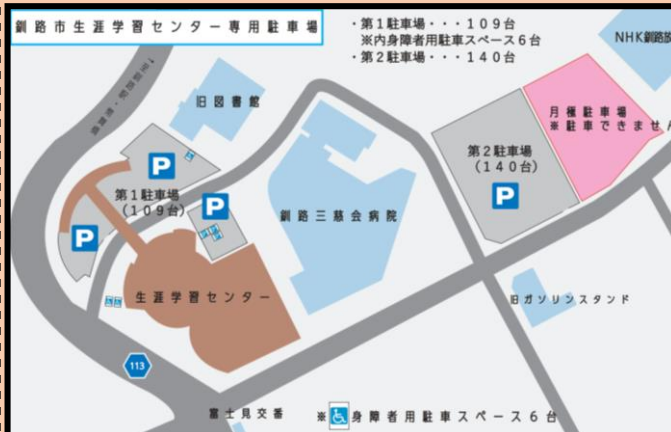 釧路市生涯学習センター専用駐車場
・第1駐車場・・・109台
※内身障者用駐車スペース6台
・第2駐車場・・・140台
NHK釧路放
旧図書館
月極駐車場
※駐車できません
第2駐車場
(140台)
P
P
第1駐車場
(109台)
P
P
釧路三慈会病院
生涯学習センター
旧ガソリンスタンド
113
富士見交番
※身障者用駐車スペース6台